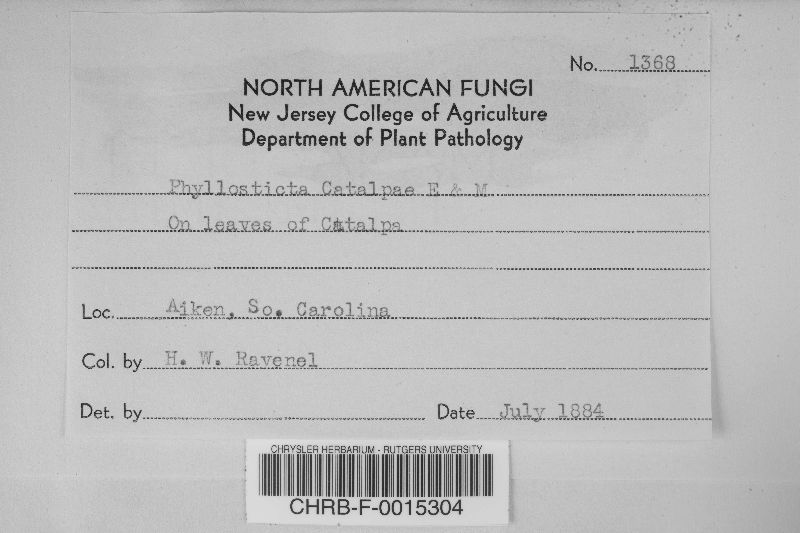 No. 1368
NORTH AMERICAN FUNGI
New Jersey College of Agriculture
Department of Plant Pathology
Phyllosticta Catalpae E & M
On leaves of Catalpa
Loc. Aiken, So. Carolina
Col. by H. W. Ravenel
Det. by
Date July 1884
CHRYSLER HERBARIUM - RUTGERS UNIVERSITY
CHRB-F-0015304